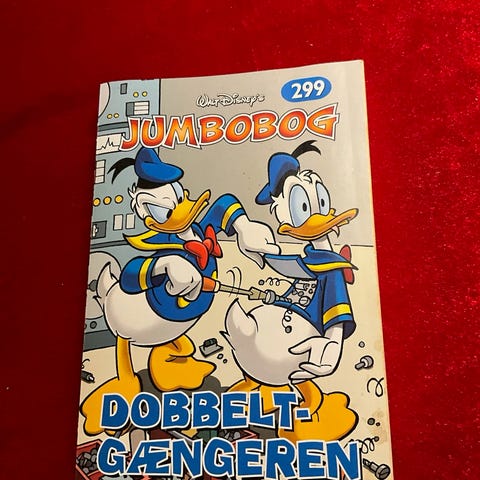 Walt Disney's
299
JUMBOBOG
DOBBELT-
GÆNGEREN